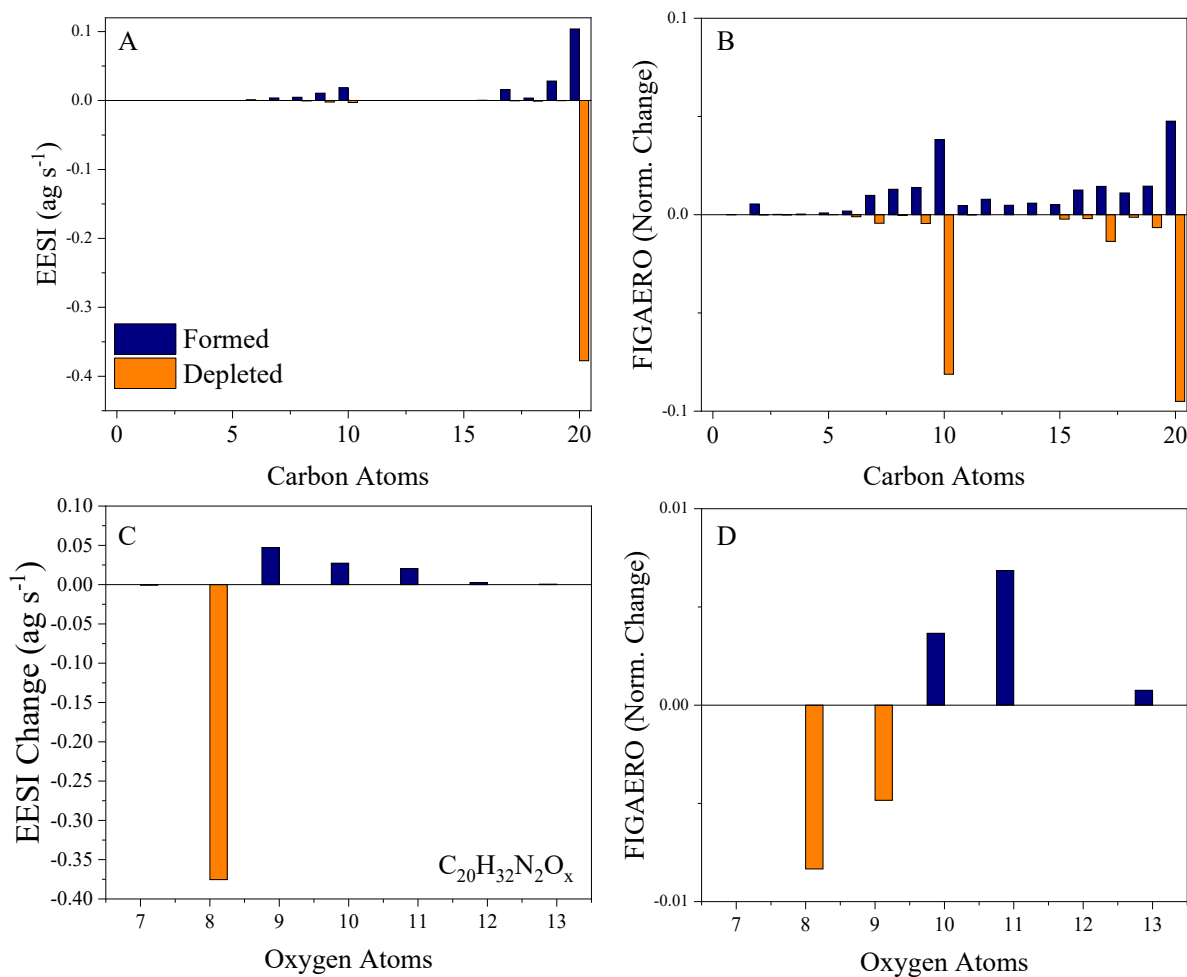 A
EESI (ag s⁻¹)
0.1
0.0
-0.1
-0.2
-0.3
-0.4
Formed
Depleted
0 5 10 15 20
Carbon Atoms
B
FIGAERO (Norm. Change)
0.1
0.0
-0.1
0 5 10 15 20
Carbon Atoms
C
EESI Change (ag s⁻¹)
0.10
0.05
0.00
-0.05
-0.10
-0.15
-0.20
-0.25
-0.30
-0.35
-0.40
C₂₀H₃₂N₂Oₓ
7 8 9 10 11 12 13
Oxygen Atoms
D
FIGAERO (Norm. Change)
0.01
0.00
-0.01
7 8 9 10 11 12 13
Oxygen Atoms